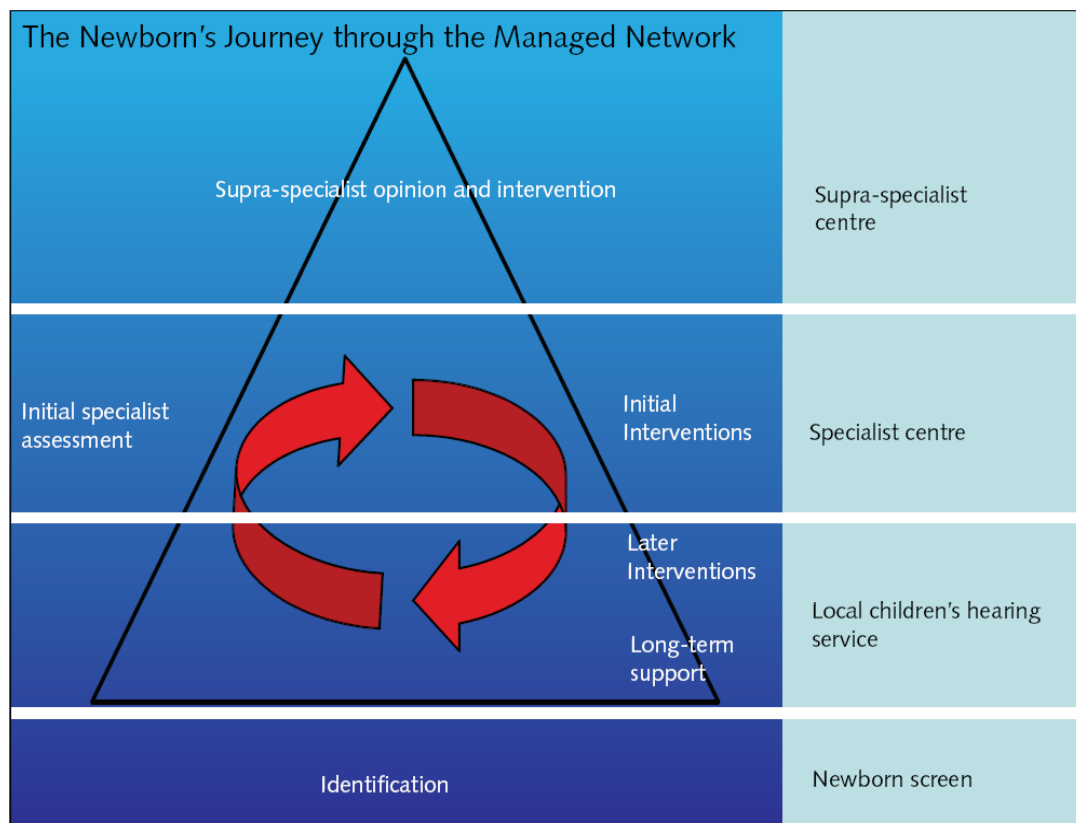 The Newborn’s Journey through the Managed Network
Supra-specialist opinion and intervention
Supra-specialist
centre
Initial specialist
assessment
Initial
Interventions
Specialist centre
Later
Interventions
Long-term
support
Local children’s hearing
service
Identification
Newborn screen